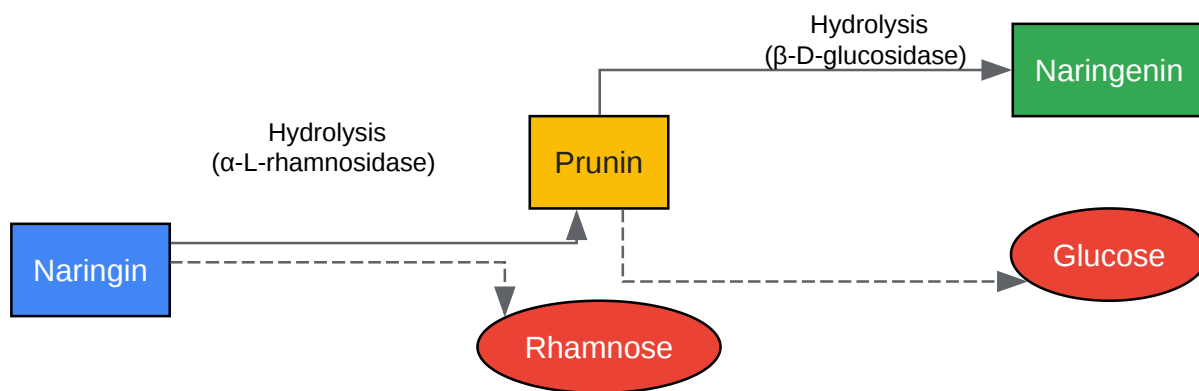 Hydrolysis
(β-D-glucosidase)
Naringenin
Hydrolysis
(α-L-rhamnosidase)
Prunin
Naringin
Glucose
Rhamnose